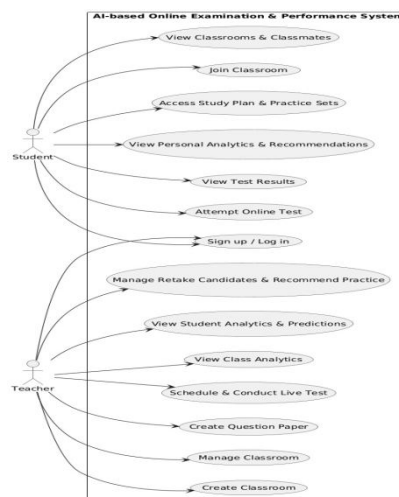 AI-based Online Examination & Performance System
View Classrooms & Classmates
Join Classroom
Access Study Plan & Practice Sets
Student
View Personal Analytics & Recommendations
View Test Results
Attempt Online Test
Sign up / Log in
Manage Retake Candidates & Recommend Practice
View Student Analytics & Predictions
View Class Analytics
Teacher
Schedule & Conduct Live Test
Create Question Paper
Manage Classroom
Create Classroom